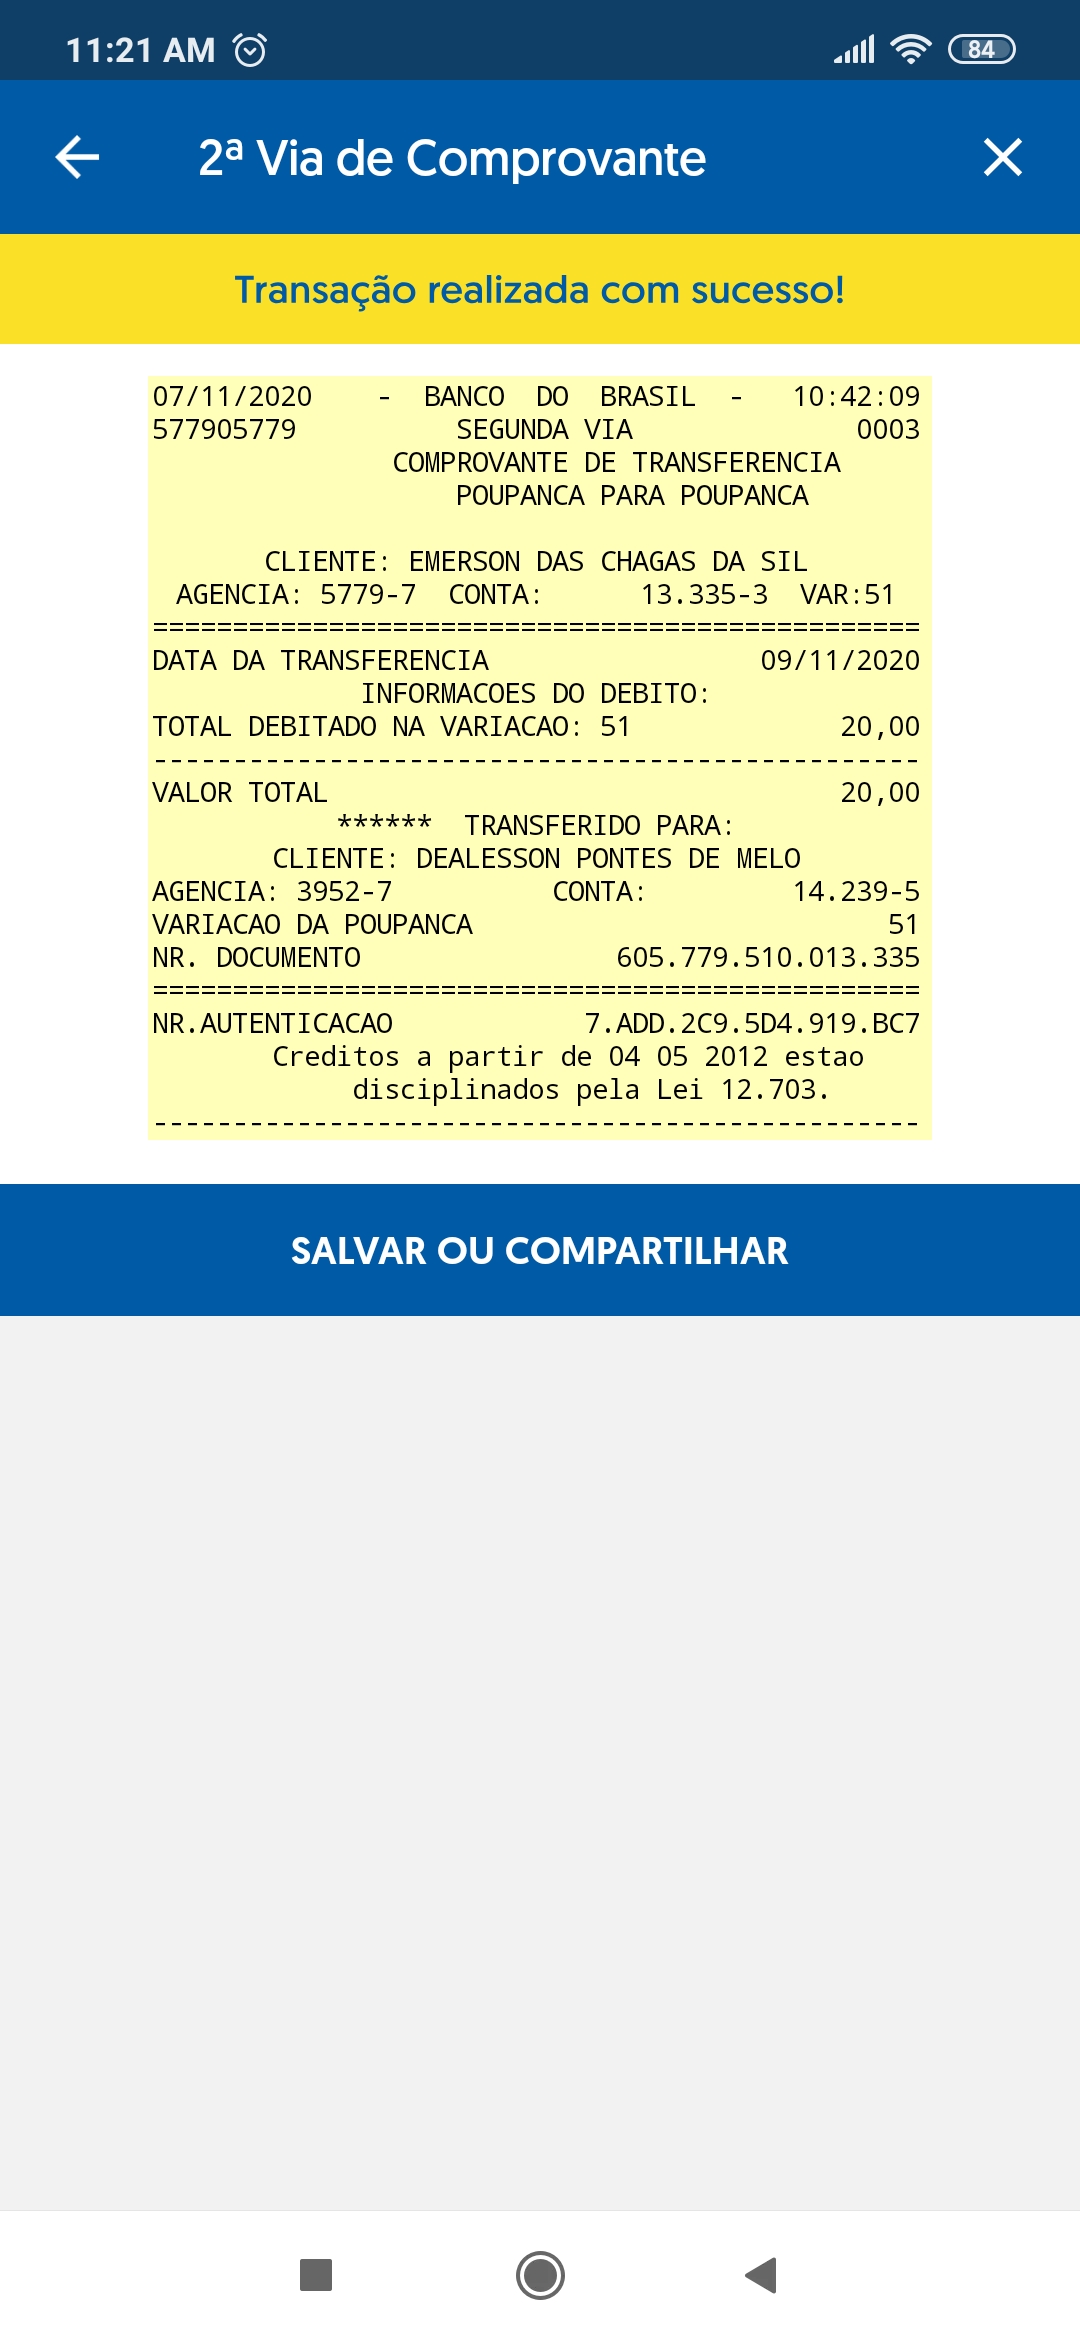 11:21 AM 84
2ª Via de Comprovante
Transação realizada com sucesso!
07/11/2020 - BANCO DO BRASIL - 10:42:09
577905779 SEGUNDA VIA 0003
COMPROVANTE DE TRANSFERENCIA
POUPANCA PARA POUPANCA
CLIENTE: EMERSON DAS CHAGAS DA SIL
AGENCIA: 5779-7 CONTA: 13.335-3 VAR:51
================================================
DATA DA TRANSFERENCIA 09/11/2020
INFORMACOES DO DEBITO:
TOTAL DEBITADO NA VARIACAO: 51 20,00
------------------------------------------------
VALOR TOTAL 20,00
****** TRANSFERIDO PARA:
CLIENTE: DEALESSON PONTES DE MELO
AGENCIA: 3952-7 CONTA: 14.239-5
VARIACAO DA POUPANCA 51
NR. DOCUMENTO 605.779.510.013.335
================================================
NR.AUTENTICACAO 7.ADD.2C9.5D4.919.BC7
Creditos a partir de 04 05 2012 estao
disciplinados pela Lei 12.703.
------------------------------------------------
SALVAR OU COMPARTILHAR